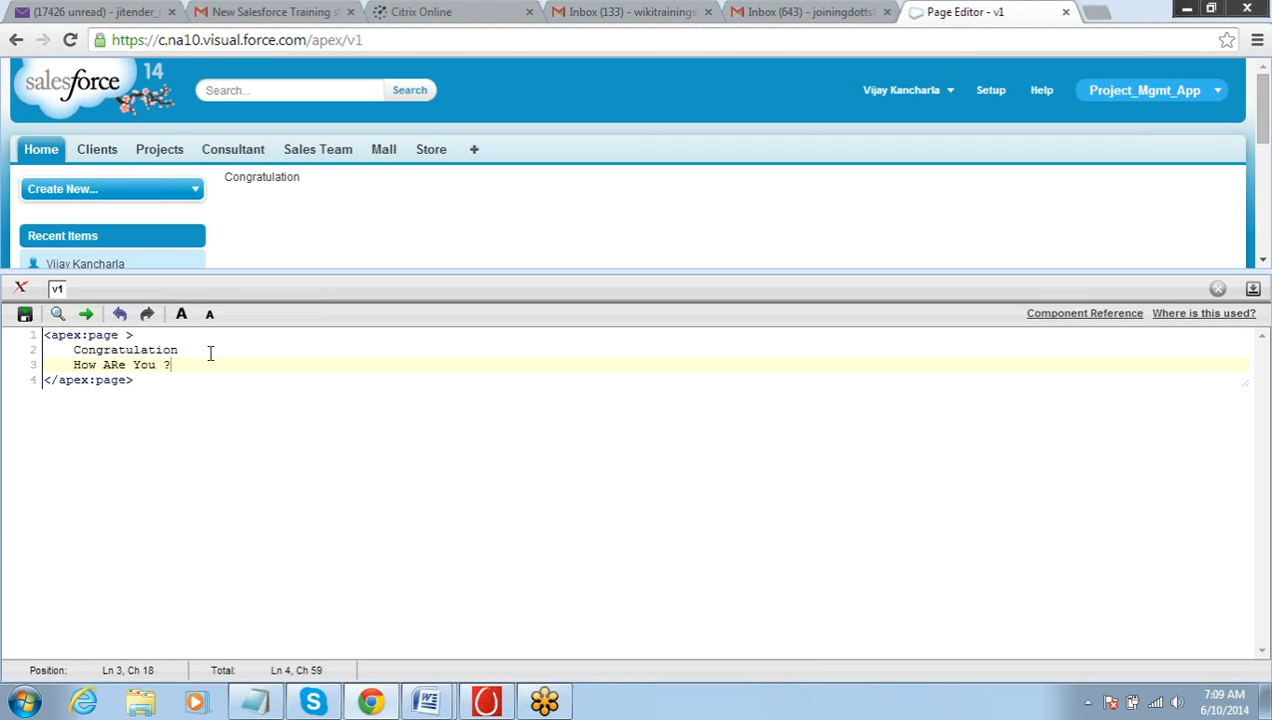 (17426 unread) - jitender_
New Salesforce Training s
Citrix Online
Inbox (133) - wikitrainings
Inbox (643) - joiningdotts
Page Editor - v1
https://c.na10.visual.force.com/apex/v1
salesforce
14
Search...
Search
Vijay Kancharla
Setup
Help
Project_Mgmt_App
Home
Clients
Projects
Consultant
Sales Team
Mall
Store
+
Create New...
Congratulation
Recent Items
Vijay Kancharla
v1
A
A
Component Reference
Where is this used?
1 <apex:page >
2 Congratulation
3 How ARe You ?
4 </apex:page>
Position: Ln 3, Ch 18 Total: Ln 4, Ch 59
7:09 AM
6/10/2014